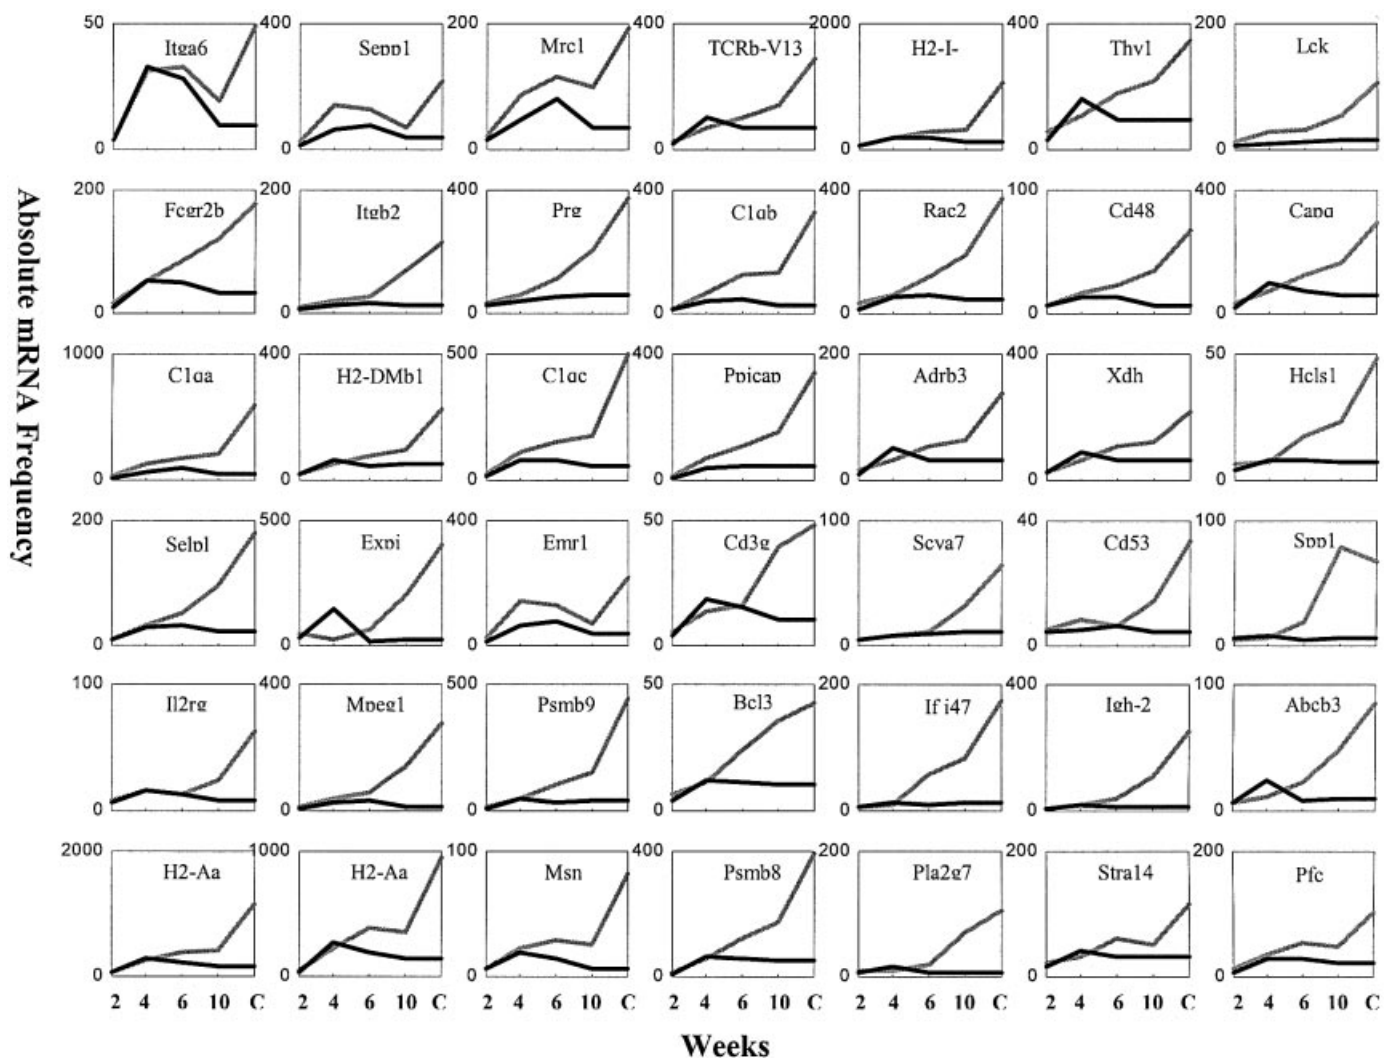 Absolute mRNA Frequency
50 400 200 400 2000 400 200
Itga6 Sepp1 Mrc1 TCRb-V13 H2-I- Thy1 Lck
0 0 0 0 0 0 0
200 200 400 400 400 100 400
Fcgr2b Itgb2 Prg C1qb Rac2 Cd48 Capg
0 0 0 0 0 0 0
1000 400 500 400 200 400 50
C1qa H2-DMb1 C1qc Ppicap Adrb3 Xdh Hcls1
0 0 0 0 0 0 0
200 500 400 50 100 40 100
Selpl Expi Emr1 Cd3g Scya7 Cd53 Spp1
0 0 0 0 0 0 0
100 400 500 50 200 400 100
Il2rg Mpeg1 Psmb9 Bcl3 If i47 Igh-2 Abcb3
0 0 0 0 0 0 0
2000 1000 100 400 200 200 200
H2-Aa H2-Aa Msn Psmb8 Pla2g7 Stra14 Pfc
0 0 0 0 0 0 0
2 4 6 10 C 2 4 6 10 C 2 4 6 10 C 2 4 6 10 C 2 4 6 10 C 2 4 6 10 C 2 4 6 10 C
Weeks